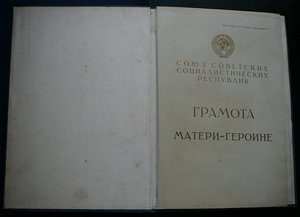 СОЮЗ СОВЕТСКИХ
СОЦИАЛИСТИЧЕСКИХ
РЕСПУБЛИК
ГРАМОТА
МАТЕРИ-ГЕРОИНЕ